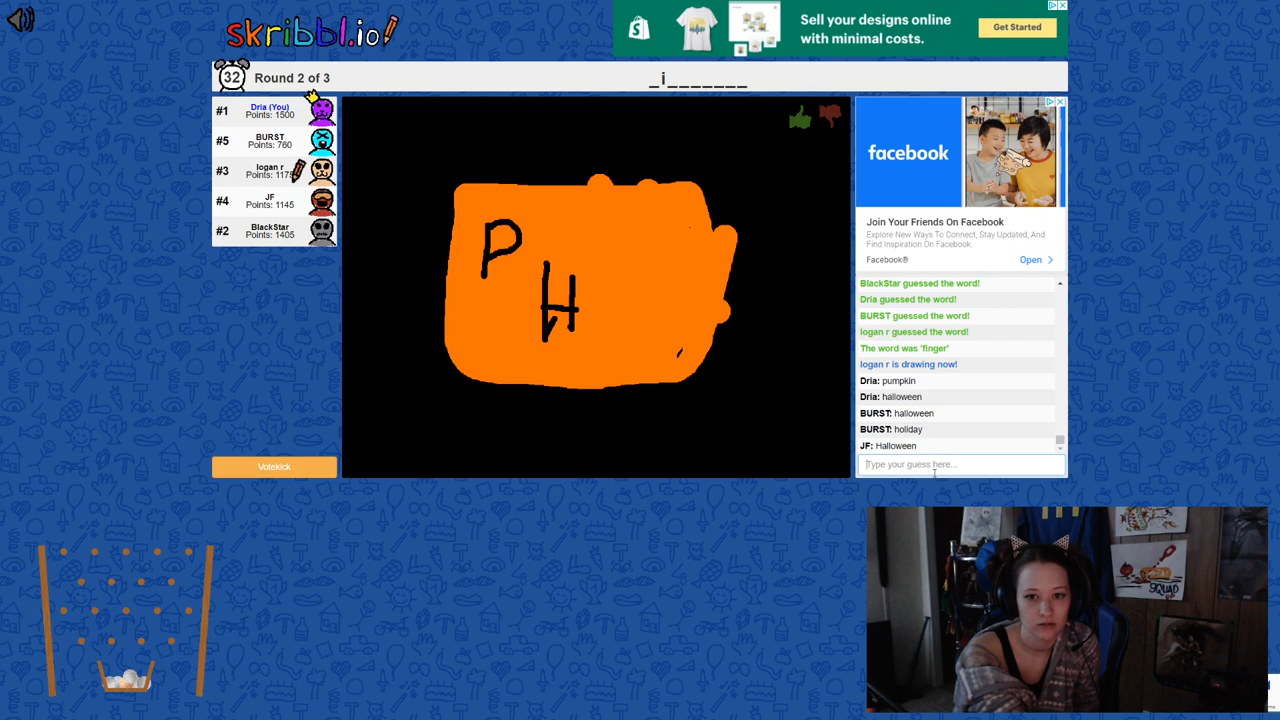 skribbl.io
Sell your designs online
with minimal costs.
Get Started
32
Round 2 of 3
_i_______
#1
Dria (You)
Points: 1500
#5
BURST
Points: 760
#3
logan r
Points: 1175
#4
JF
Points: 1145
#2
BlackStar
Points: 1405
Votekick
P
H
facebook
Join Your Friends On Facebook
Explore New Ways To Connect, Stay Updated, And
Find Inspiration On Facebook.
Facebook®
Open
BlackStar guessed the word!
Dria guessed the word!
BURST guessed the word!
logan r guessed the word!
The word was 'finger'
logan r is drawing now!
Dria: pumpkin
Dria: halloween
BURST: halloween
BURST: holiday
JF: Halloween
Type your guess here...
SQUAD